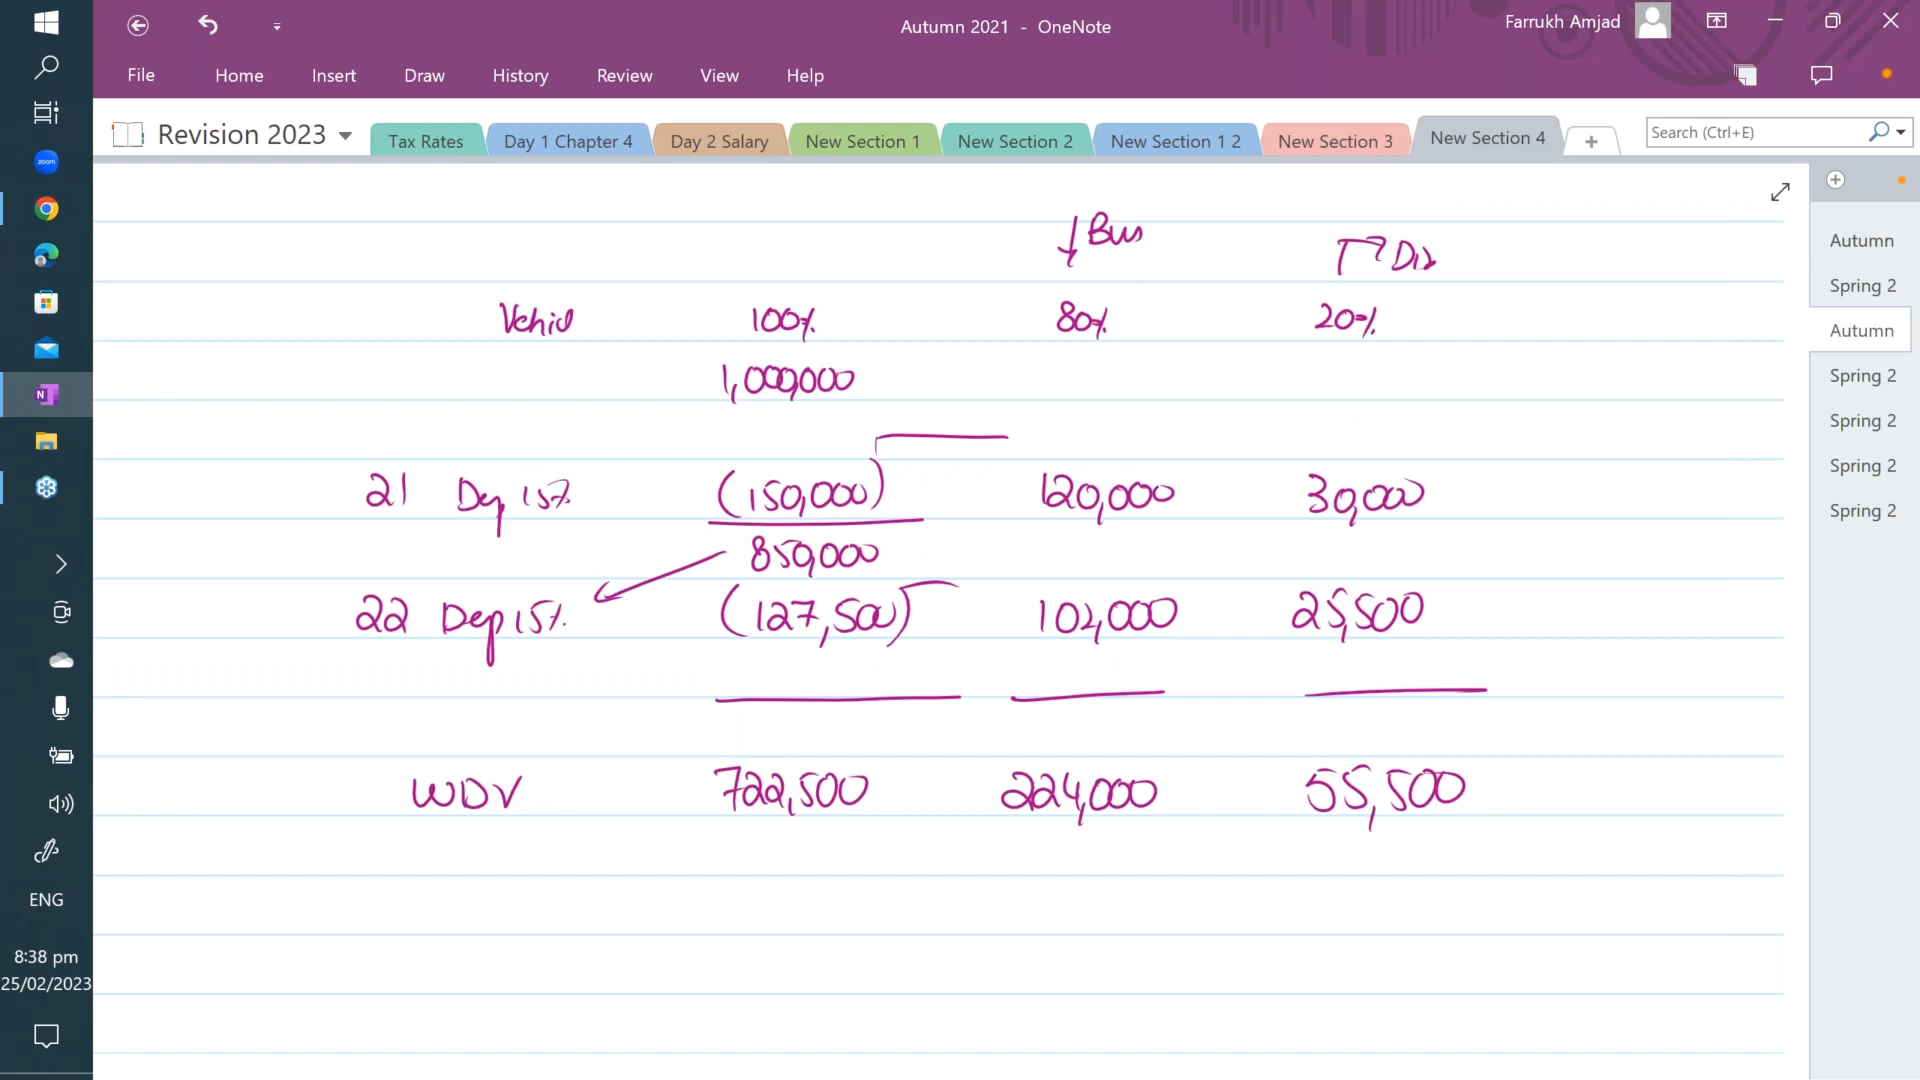 Autumn 2021 - OneNote
Farrukh Amjad
File Home Insert Draw History Review View Help
Revision 2023
Tax Rates
Day 1 Chapter 4
Day 2 Salary
New Section 1
New Section 2
New Section 1 2
New Section 3
New Section 4
Search (Ctrl+E)
Autumn
Spring 2
Autumn
Spring 2
Spring 2
Spring 2
Spring 2
zoom
N
↓ Bus
100% 80% 20%
1,000,000
21 Dep 15% (150,000) 120,000 30,000
850,000
22 Dep 15% (127,500) 102,000 25,500
WDV 722,500 224,000 55,500
ENG
8:38 pm
25/02/2023